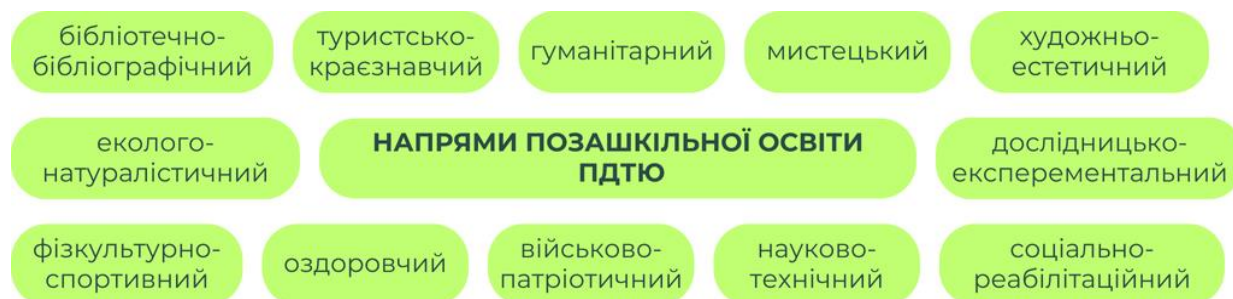 бібліотечно-
бібліографічний
туристсько-
краєзнавчий
гуманітарний
мистецький
художньо-
естетичний
еколого-
натуралістичний
НАПРЯМИ ПОЗАШКІЛЬНОЇ ОСВІТИ
ПДТЮ
дослідницько-
експерементальний
фізкультурно-
спортивний
оздоровчий
військово-
патріотичний
науково-
технічний
соціально-
реабілітаційний